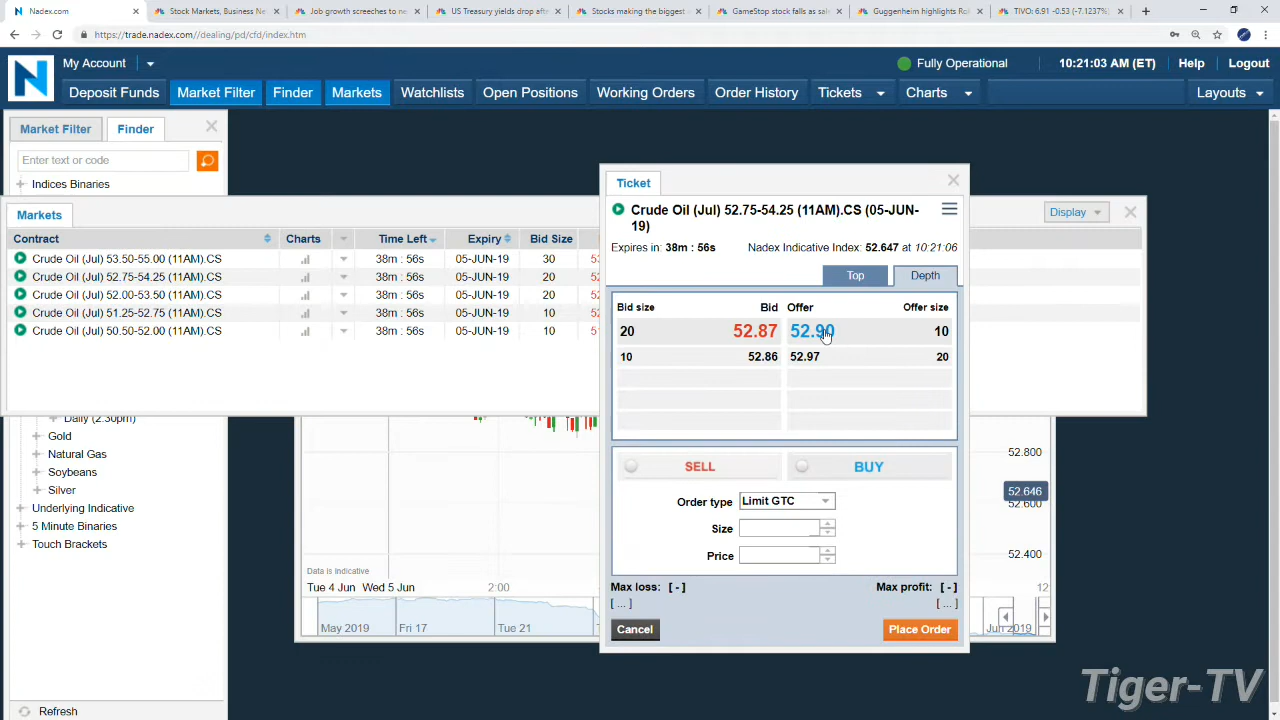 Nadex.com
Stock Markets, Business Ne
Job growth screeches to ne
US Treasury yields drop after
Stocks making the biggest
GameStop stock falls as sale
Guggenheim highlights Ro
TIVO: 6.91 -0.53 (-7.1237%)
https://trade.nadex.com//dealing/pd/cfd/index.htm
My Account
Fully Operational
10:21:03 AM (ET)
Help
Logout
Deposit Funds
Market Filter
Finder
Markets
Watchlists
Open Positions
Working Orders
Order History
Tickets
Charts
Layouts
Market Filter
Finder
Enter text or code
Indices Binaries
Markets
Display
Contract Charts Time Left Expiry Bid Size
Crude Oil (Jul) 53.50-55.00 (11AM).CS 38m : 56s 05-JUN-19 30
Crude Oil (Jul) 52.75-54.25 (11AM).CS 38m : 56s 05-JUN-19 20
Crude Oil (Jul) 52.00-53.50 (11AM).CS 38m : 56s 05-JUN-19 20
Crude Oil (Jul) 51.25-52.75 (11AM).CS 38m : 56s 05-JUN-19 10
Crude Oil (Jul) 50.50-52.00 (11AM).CS 38m : 56s 05-JUN-19 10
Daily (2:30pm)
Gold
Natural Gas
Soybeans
Silver
Underlying Indicative
5 Minute Binaries
Touch Brackets
Refresh
Ticket
Crude Oil (Jul) 52.75-54.25 (11AM).CS (05-JUN-
19)
Expires in: 38m : 56s Nadex Indicative Index: 52.647 at 10:21:06
Top Depth
Bid size Bid Offer Offer size
20 52.87 52.90 10
10 52.86 52.97 20
SELL BUY
Order type Limit GTC
Size
Price
Max loss: [ - ] Max profit: [ - ]
[ ... ] [ ... ]
Cancel Place Order
52.800
52.646
52.600
52.400
Data is Indicative
Tue 4 Jun Wed 5 Jun 2:00 12:
May 2019 Fri 17 Tue 21 Jun 2019
Tiger-TV